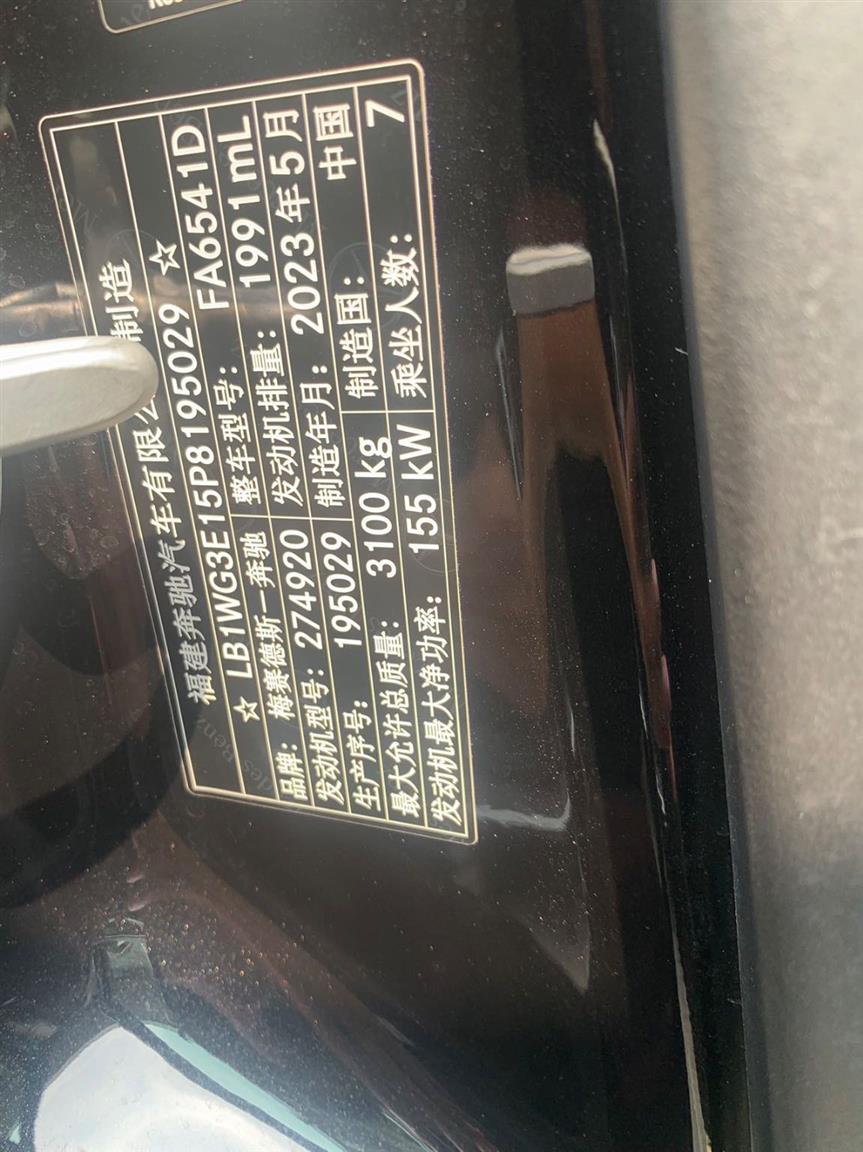 福建奔驰汽车有限公 制造
☆ LB1WG3E15P8195029 ☆
品牌: 梅赛德斯-奔驰 整车型号: FA6541D
发动机型号: 274920 发动机排量: 1991mL
生产序号: 195029 制造年月: 2023年5月
最大允许总质量: 3100 kg 制造国: 中国
发动机最大净功率: 155 kW 乘坐人数: 7